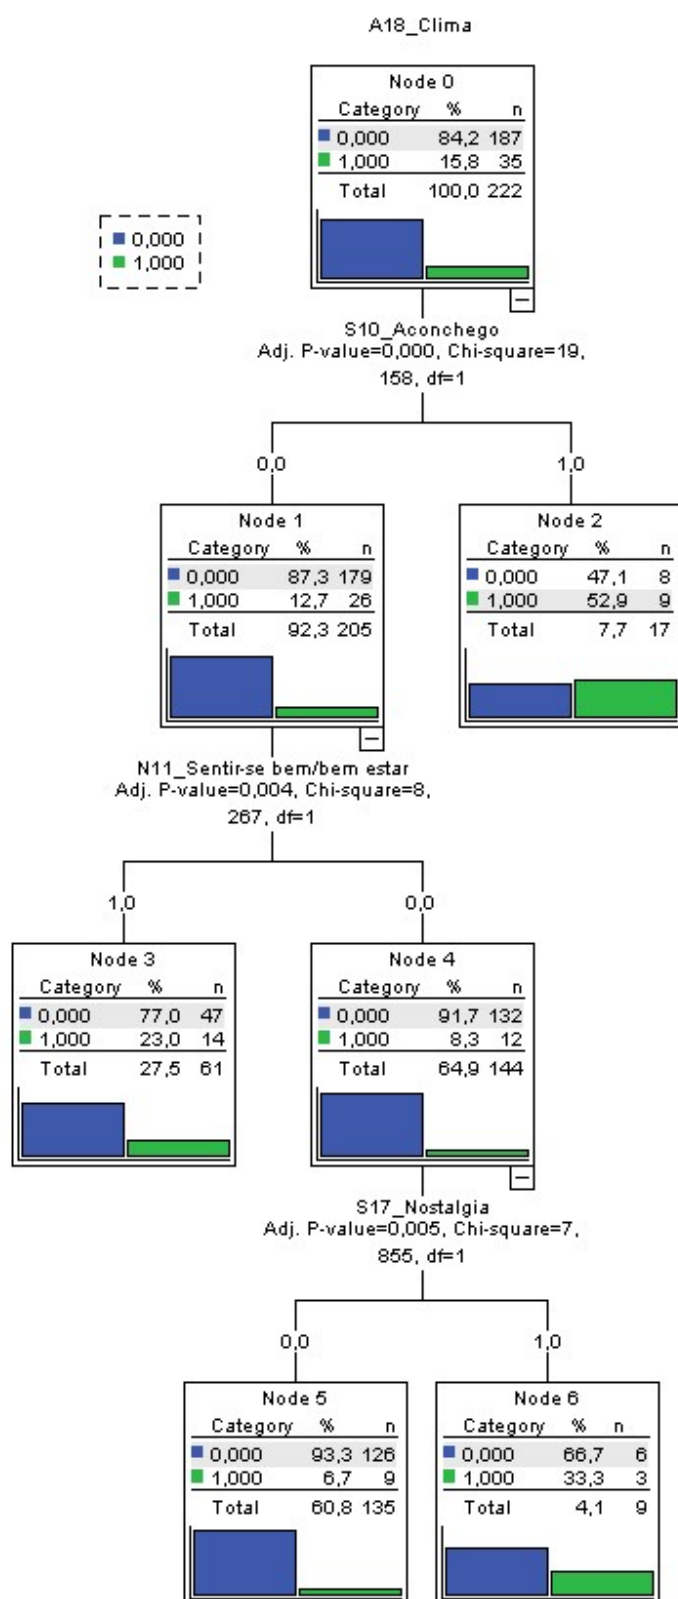 A18_Clima
Node 0
Category % n
0,000 84,2 187
1,000 15,8 35
Total 100,0 222
0,000
1,000
S10_Aconchego
Adj. P-value=0,000, Chi-square=19,
158, df=1
0,0
1,0
Node 1
Category % n
0,000 87,3 179
1,000 12,7 26
Total 92,3 205
Node 2
Category % n
0,000 47,1 8
1,000 52,9 9
Total 7,7 17
N11_Sentir-se bem/bem estar
Adj. P-value=0,004, Chi-square=8,
267, df=1
1,0
0,0
Node 3
Category % n
0,000 77,0 47
1,000 23,0 14
Total 27,5 61
Node 4
Category % n
0,000 91,7 132
1,000 8,3 12
Total 64,9 144
S17_Nostalgia
Adj. P-value=0,005, Chi-square=7,
855, df=1
0,0
1,0
Node 5
Category % n
0,000 93,3 126
1,000 6,7 9
Total 60,8 135
Node 6
Category % n
0,000 66,7 6
1,000 33,3 3
Total 4,1 9